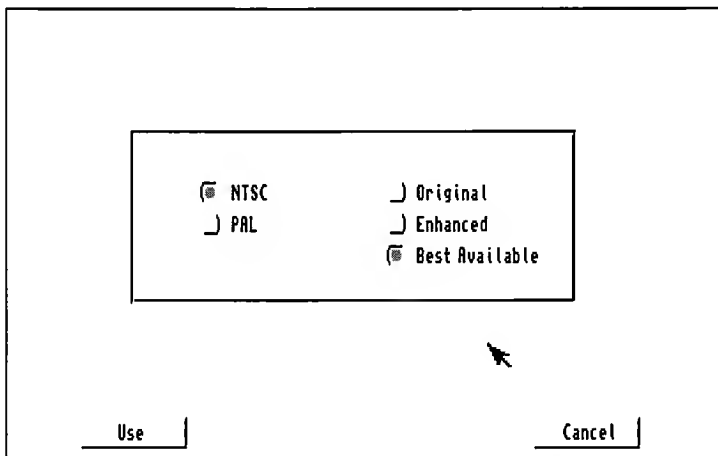 NTSC Original
PAL Enhanced
Best Available
Use Cancel